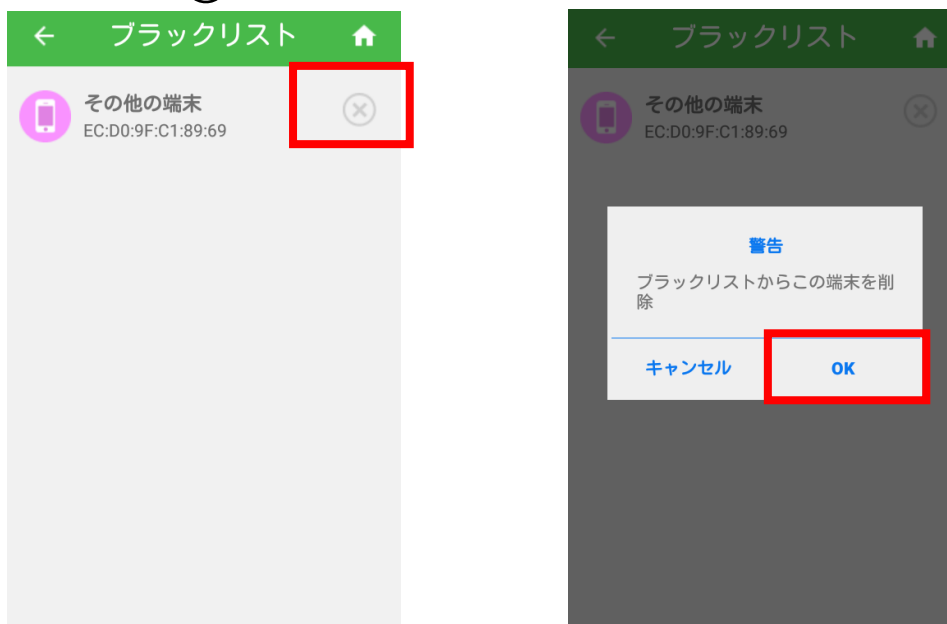 ブラックリスト
その他の端末
EC:D0:9F:C1:89:69
ブラックリスト
その他の端末
EC:D0:9F:C1:89:69
警告
ブラックリストからこの端末を削
除
キャンセル
OK